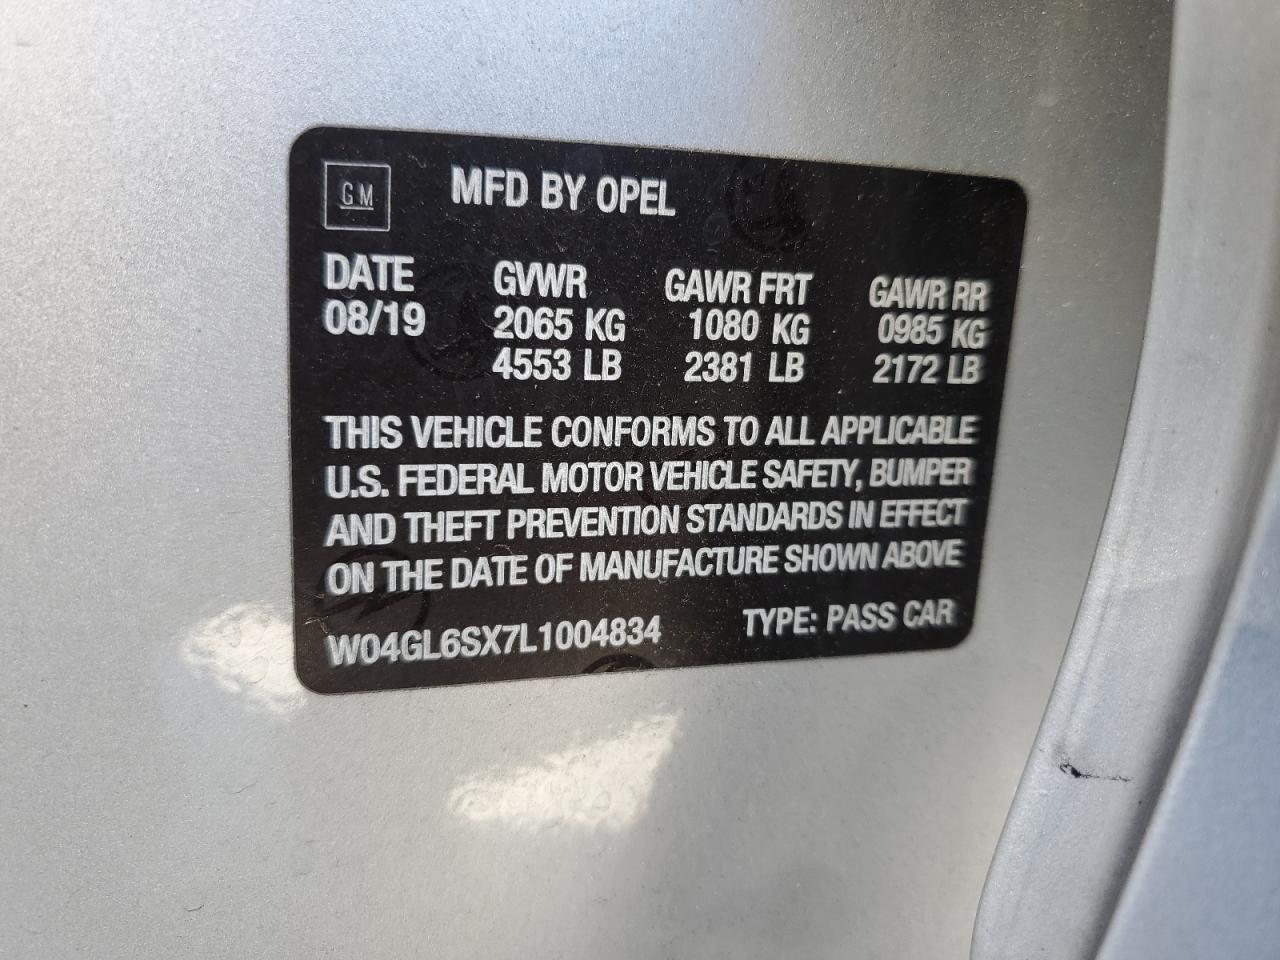 GM MFD BY OPEL
DATE GVWR GAWR FRT GAWR RR
08/19 2065 KG 1080 KG 0985 KG
4553 LB 2381 LB 2172 LB
THIS VEHICLE CONFORMS TO ALL APPLICABLE
U.S. FEDERAL MOTOR VEHICLE SAFETY, BUMPER
AND THEFT PREVENTION STANDARDS IN EFFECT
ON THE DATE OF MANUFACTURE SHOWN ABOVE
W04GL6SX7L1004834 TYPE: PASS CAR